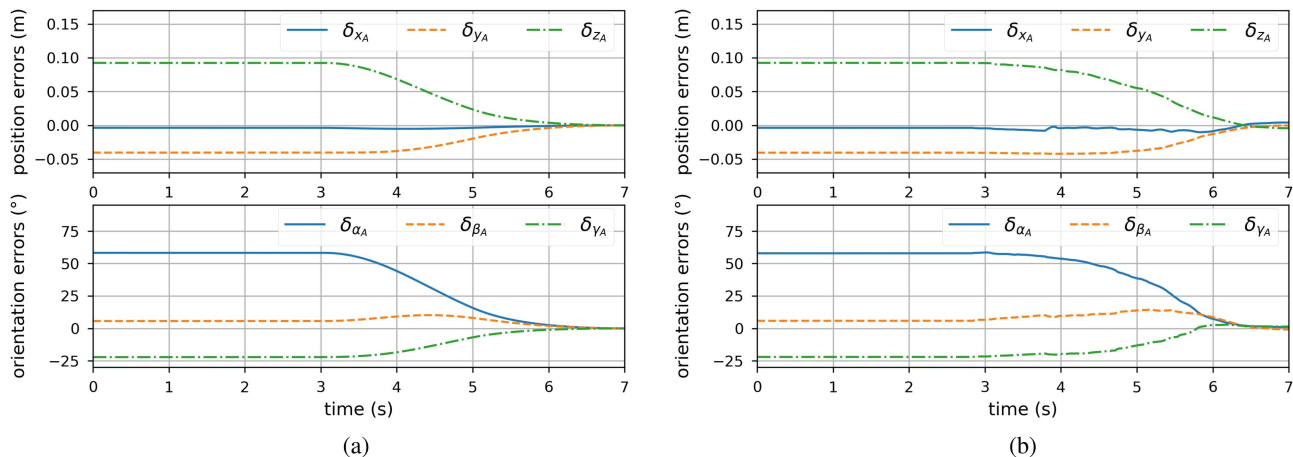 position errors (m)
0.15
0.10
0.05
0.00
−0.05
δxA δyA δzA
0 1 2 3 4 5 6 7
orientation errors (°)
75
50
25
0
−25
δαA δβA δγA
0 1 2 3 4 5 6 7
time (s)
(a)
position errors (m)
0.15
0.10
0.05
0.00
−0.05
δxA δyA δzA
0 1 2 3 4 5 6 7
orientation errors (°)
75
50
25
0
−25
δαA δβA δγA
0 1 2 3 4 5 6 7
time (s)
(b)